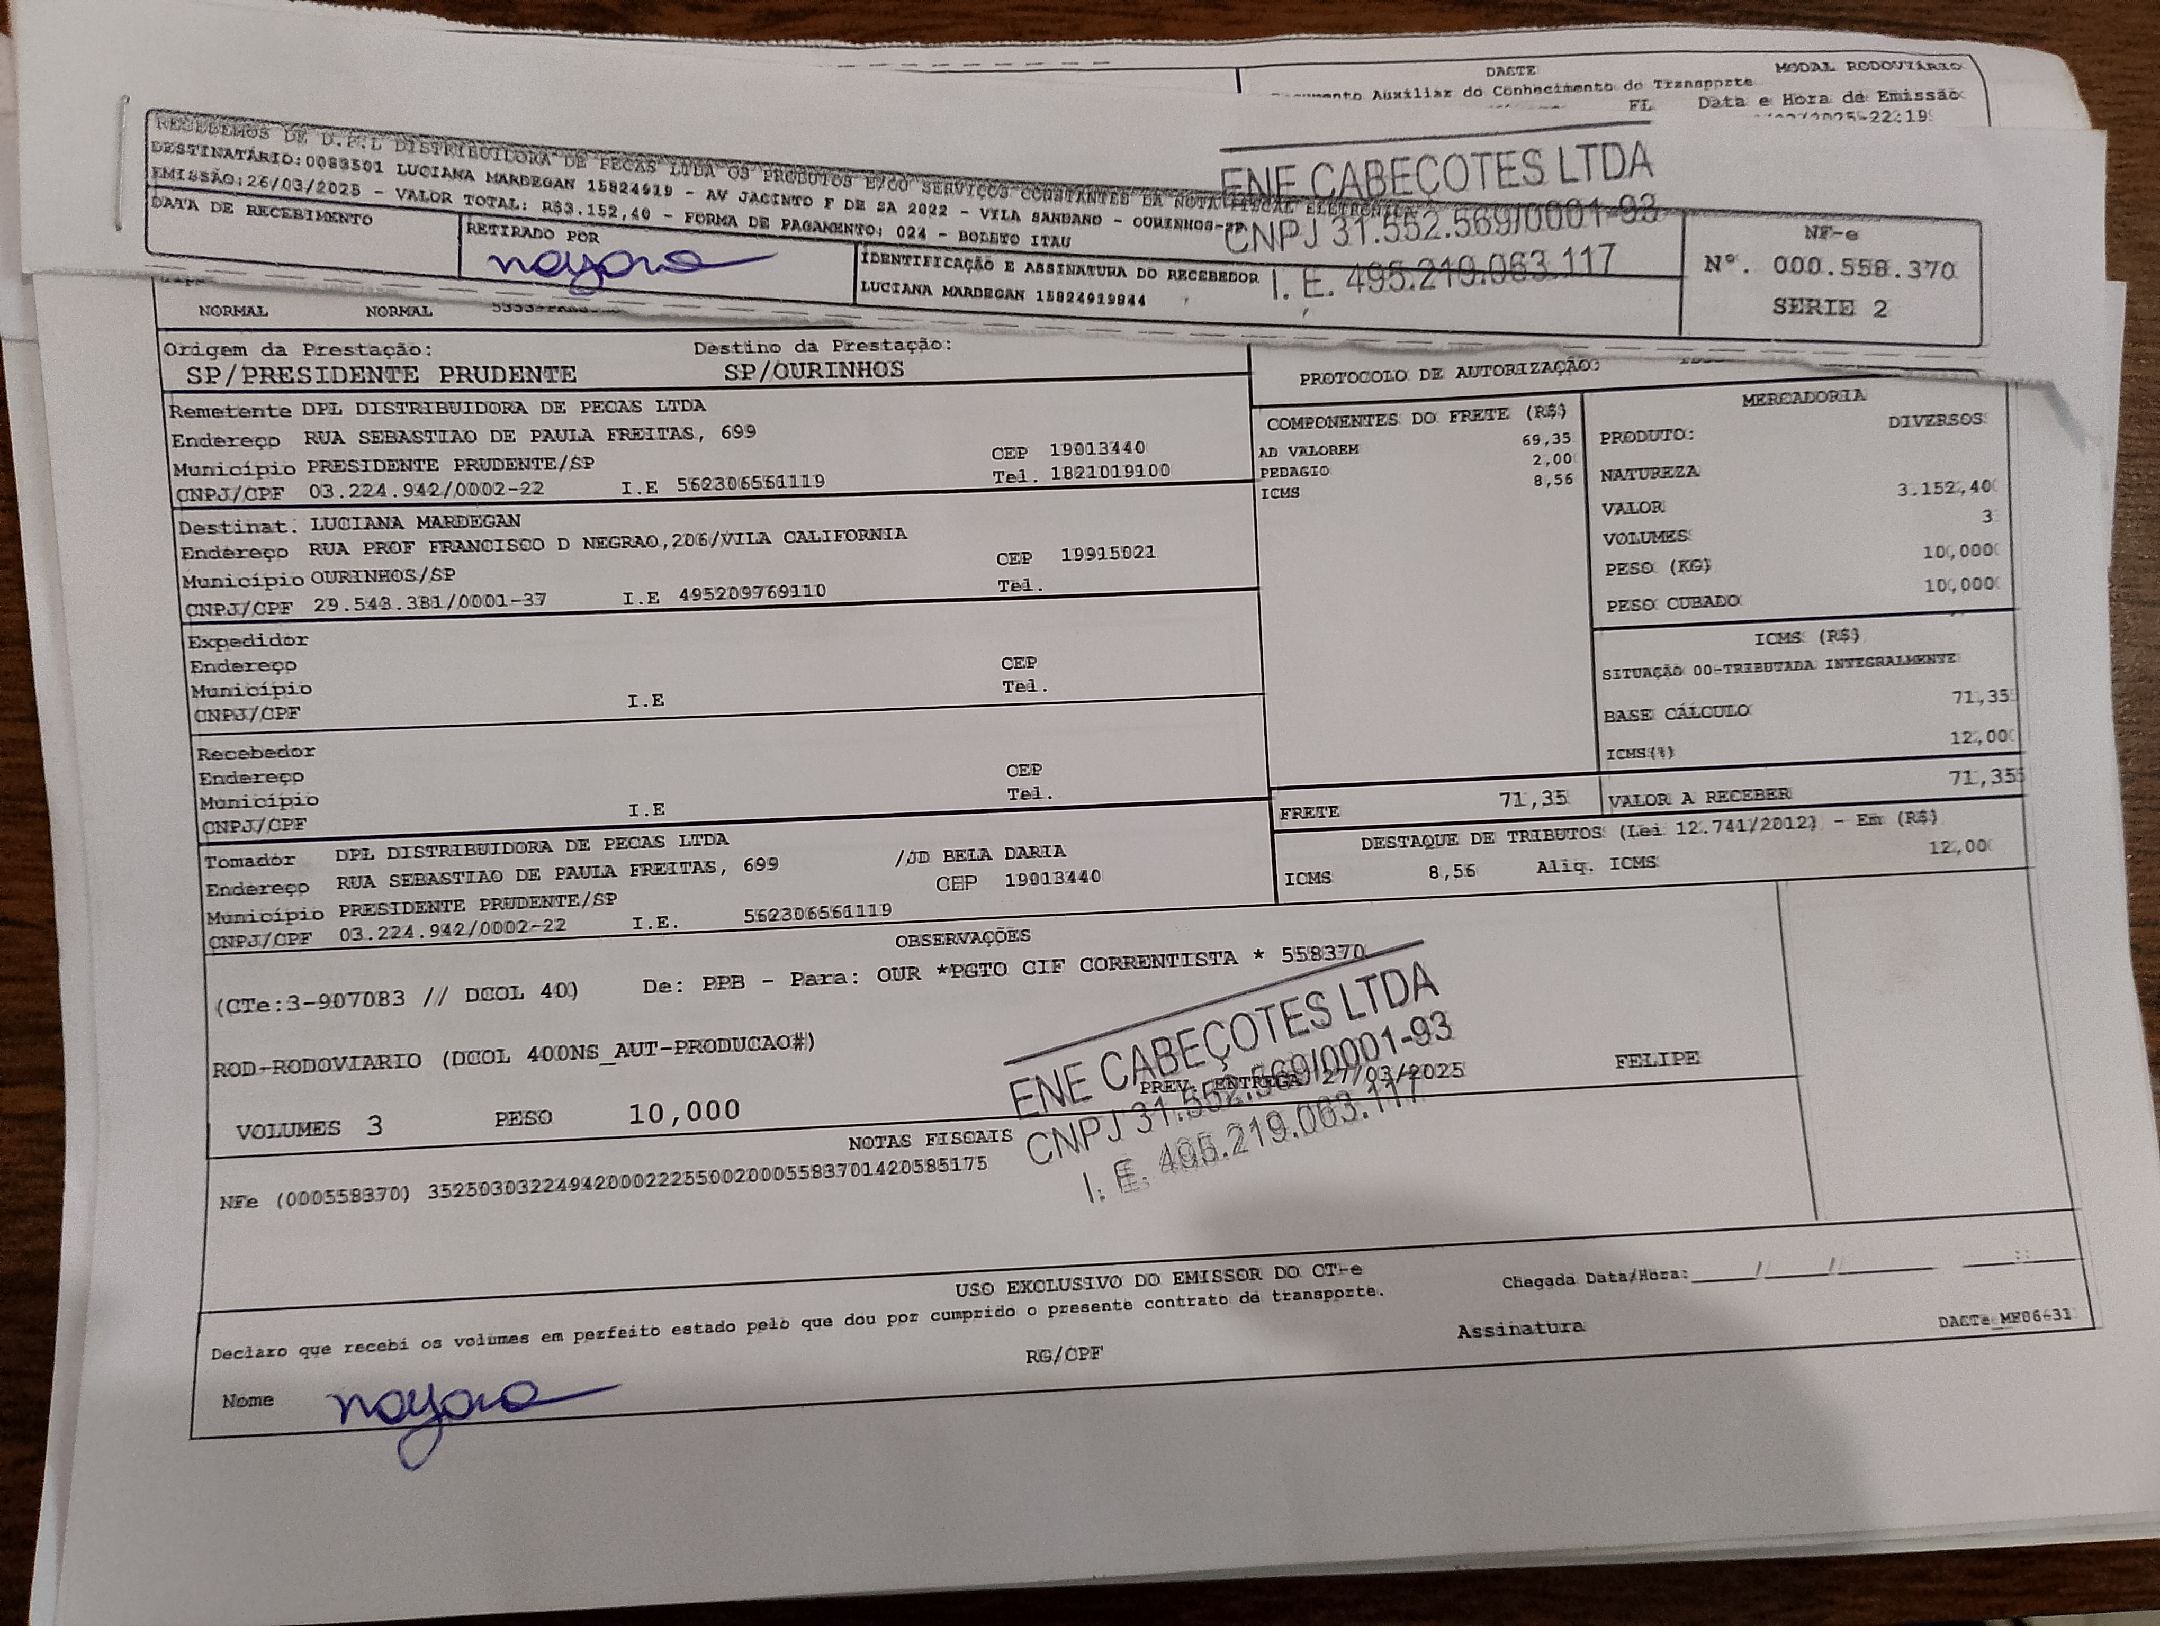 DACTE
MODAL RODOVIÁRIO
Auxiliar do Conhecimento do Transporte
FL
Data e Hora de Emissão
22:19
RECEBEMOS DE D.P.L DISTRIBUILORA DE PECAS LTDA OS PRODUTOS E/OU SERVIÇOS CONSTANTES DA NOTA FISCAL ELETRONICA
DESTINATÁRIO:0083501 LUCIANA MARDEGAN 15824919 - AV JACINTO F DE SA 2022 - VILA SANDANO - OURINHOS-SP
EMISSÃO:26/03/2025 - VALOR TOTAL: R$3.152,40 - FORMA DE PAGAMENTO: 024 - BOLETO ITAU
DATA DE RECEBIMENTO
RETIRADO POR
nayara
IDENTIFICAÇÃO E ASSINATURA DO RECEBEDOR
LUCIANA MARDEGAN 15824919844
ENE CABEÇOTES LTDA
CNPJ 31.552.569/0001-93
I. E. 495.219.063.117
NF-e
Nº. 000.558.370
SERIE 2
NORMAL NORMAL
Origem da Prestação: Destino da Prestação:
SP/PRESIDENTE PRUDENTE SP/OURINHOS
PROTOCOLO DE AUTORIZAÇÃO:
Remetente DPL DISTRIBUIDORA DE PECAS LTDA
Endereço RUA SEBASTIAO DE PAULA FREITAS, 699
Município PRESIDENTE PRUDENTE/SP CEP 19013440
CNPJ/CPF 03.224.942/0002-22 I.E 562306561119 Tel. 1821019100
Destinat. LUCIANA MARDEGAN
Endereço RUA PROF FRANCISCO D NEGRAO,206/VILA CALIFORNIA
Município OURINHOS/SP CEP 19915021
CNPJ/CPF 29.548.381/0001-37 I.E 495209769110 Tel.
Expedidor
Endereço
Município CEP
CNPJ/CPF I.E Tel.
Recebedor
Endereço
Município CEP
CNPJ/CPF I.E Tel.
Tomador DPL DISTRIBUIDORA DE PECAS LTDA
Endereço RUA SEBASTIAO DE PAULA FREITAS, 699 /JD BELA DARIA
Município PRESIDENTE PRUDENTE/SP CEP 19013440
CNPJ/CPF 03.224.942/0002-22 I.E. 562306561119
COMPONENTES DO FRETE (R$)
AD VALOREM 69,35
PEDAGIO 2,00
ICMS 8,56
MERCADORIA
PRODUTO: DIVERSOS
NATUREZA
VALOR 3.152,40
VOLUMES 3
PESO (KG) 10,000
PESO CUBADO 10,000
ICMS (R$)
SITUAÇÃO 00-TRIBUTADA INTEGRALMENTE
BASE CÁLCULO 71,35
ICMS(%) 12,00
FRETE 71,35
VALOR A RECEBER 71,35
DESTAQUE DE TRIBUTOS (Lei 12.741/2012) - Em (R$)
ICMS 8,56 Aliq. ICMS 12,00
OBSERVAÇÕES
(CTe:3-907083 // DCOL 40) De: PPB - Para: OUR *PGTO CIF CORRENTISTA * 558370
ROD-RODOVIARIO (DCOL 400NS_AUT-PRODUCAO#)
ENE CABEÇOTES LTDA
CNPJ 31.552.569/0001-93
I. E. 495.219.063.117
PREV. ENTREGA 27/03/2025
FELIPE
VOLUMES 3 PESO 10,000
NOTAS FISCAIS
NFe (000558370) 35250303224942000222550020005583701420585175
USO EXCLUSIVO DO EMISSOR DO CT-e
Declaro que recebi os volumes em perfeito estado pelo que dou por cumprido o presente contrato de transporte.
Chegada Data/Hora:____/____/____ ____:____
Nome nayara
RG/CPF
Assinatura
DACTe_MR06-31